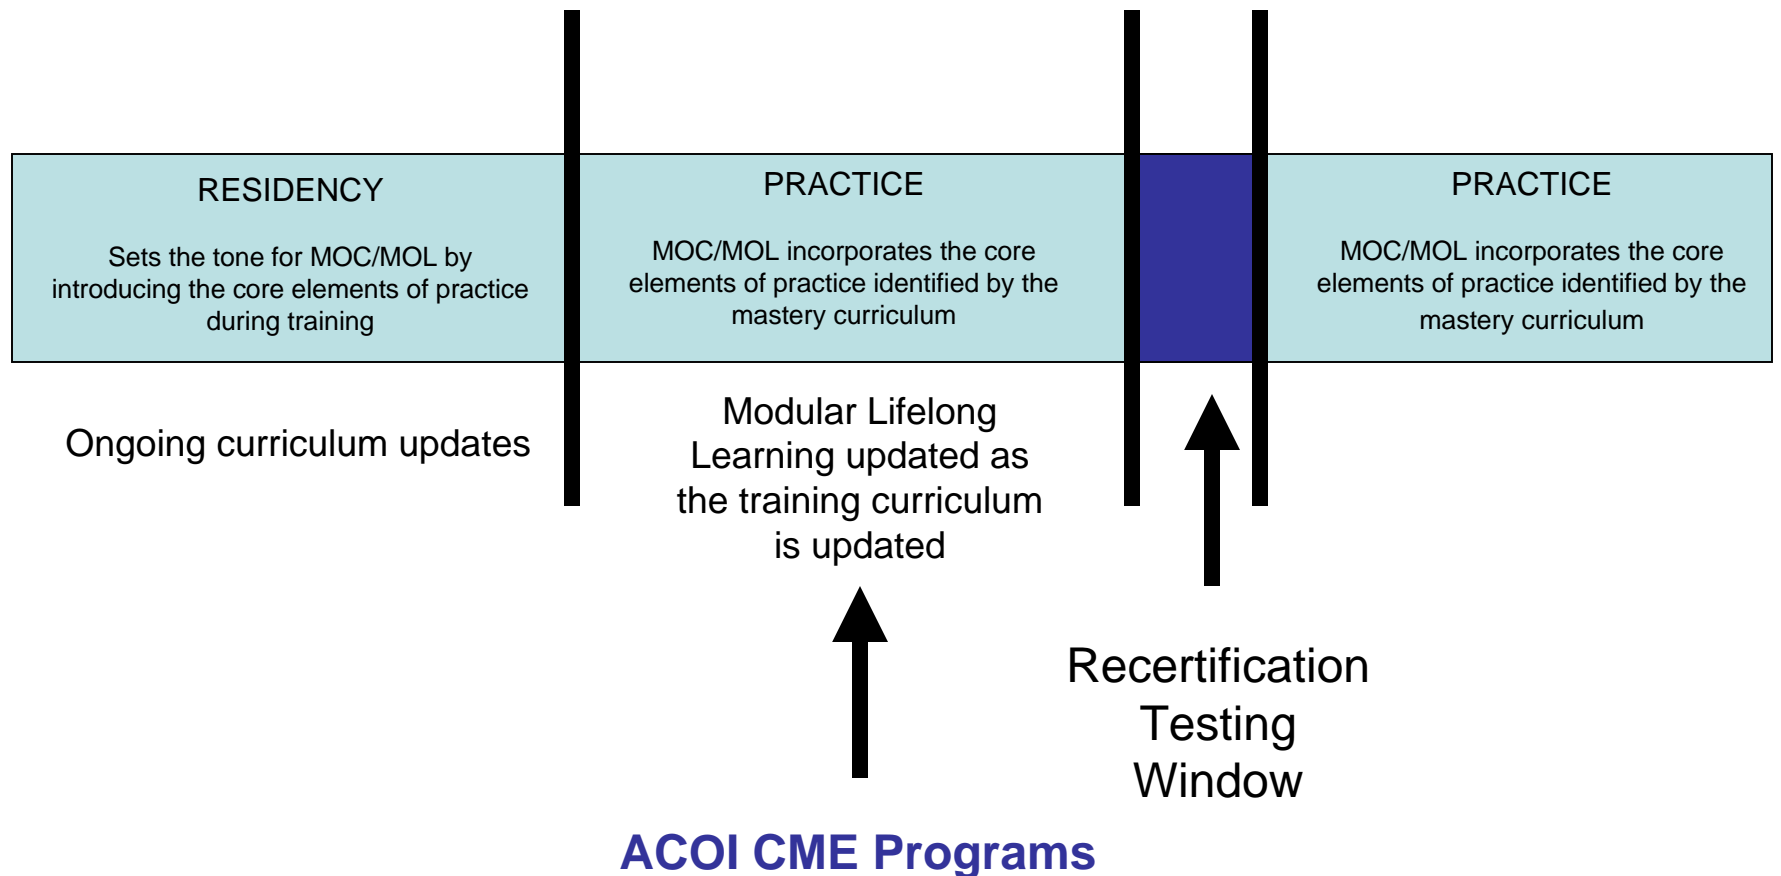 RESIDENCY
Sets the tone for MOC/MOL by
introducing the core elements of practice
during training
PRACTICE
MOC/MOL incorporates the core
elements of practice identified by the
mastery curriculum
PRACTICE
MOC/MOL incorporates the core
elements of practice identified by the
mastery curriculum
Ongoing curriculum updates
Modular Lifelong
Learning updated as
the training curriculum
is updated
Recertification
Testing
Window
ACOI CME Programs